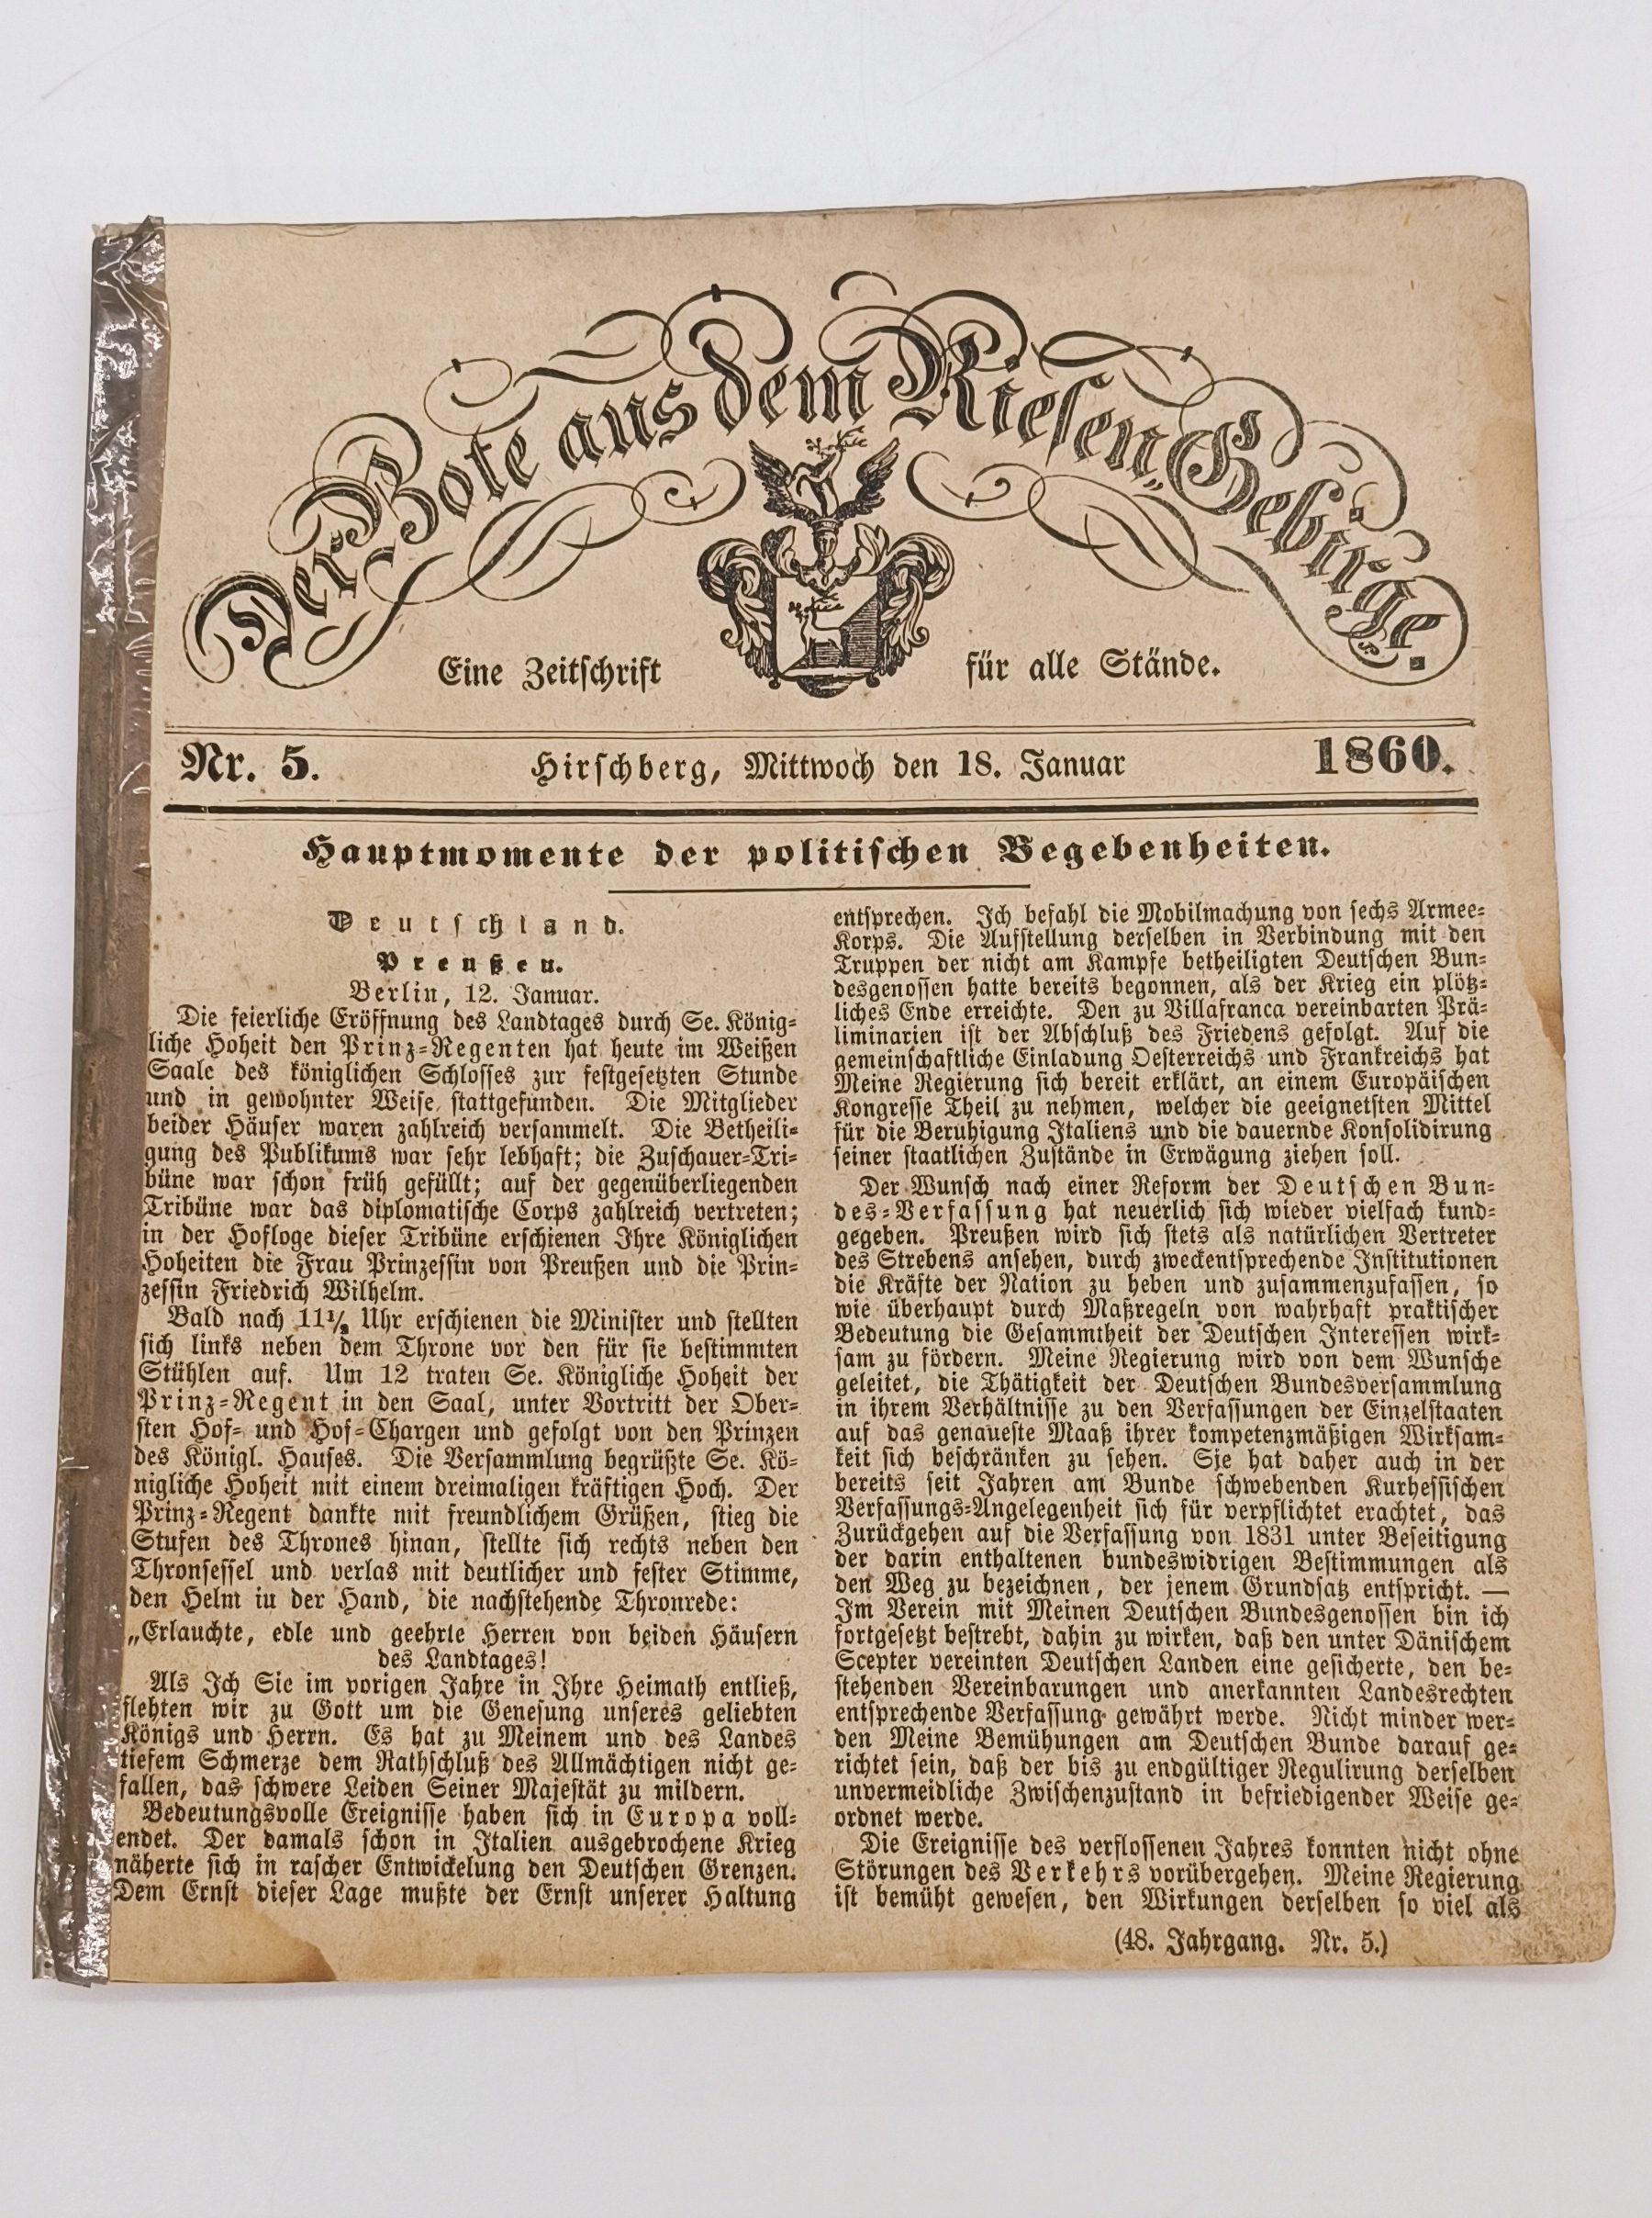 Der Bote aus dem Riesen-Gebirge.
Eine Zeitschrift für alle Stände.
Nr. 5. Hirschberg, Mittwoch den 18. Januar 1860.
Hauptmomente der politischen Begebenheiten.
Deutschland.
Preußen.
Berlin, 12. Januar.
Die feierliche Eröffnung des Landtages durch Se. König-
liche Hoheit den Prinz-Regenten hat heute im Weißen
Saale des königlichen Schlosses zur festgesetzten Stunde
und in gewohnter Weise stattgefunden. Die Mitglieder
beider Häuser waren zahlreich versammelt. Die Betheili-
gung des Publikums war sehr lebhaft; die Zuschauer-Tri-
büne war schon früh gefüllt; auf der gegenüberliegenden
Tribüne war das diplomatische Corps zahlreich vertreten;
in der Hofloge dieser Tribüne erschienen Ihre Königlichen
Hoheiten die Frau Prinzessin von Preußen und die Prin-
zessin Friedrich Wilhelm.
Bald nach 11½ Uhr erschienen die Minister und stellten
sich links neben dem Throne vor den für sie bestimmten
Stühlen auf. Um 12 traten Se. Königliche Hoheit der
Prinz-Regent in den Saal, unter Vortritt der Ober-
sten Hof- und Hof-Chargen und gefolgt von den Prinzen
des Königl. Hauses. Die Versammlung begrüßte Se. Kö-
nigliche Hoheit mit einem dreimaligen kräftigen Hoch. Der
Prinz-Regent dankte mit freundlichem Grüßen, stieg die
Stufen des Thrones hinan, stellte sich rechts neben den
Thronsessel und verlas mit deutlicher und fester Stimme,
den Helm in der Hand, die nachstehende Thronrede:
„Erlauchte, edle und geehrte Herren von beiden Häusern
des Landtages!
Als Ich Sie im vorigen Jahre in Ihre Heimath entließ,
flehten wir zu Gott um die Genesung unseres geliebten
Königs und Herrn. Es hat zu Meinem und des Landes
tiefem Schmerze dem Rathschluß des Allmächtigen nicht ge-
fallen, das schwere Leiden Seiner Majestät zu mildern.
Bedeutungsvolle Ereignisse haben sich in Europa voll-
endet. Der damals schon in Italien ausgebrochene Krieg
näherte sich in rascher Entwickelung den Deutschen Grenzen.
Dem Ernst dieser Lage mußte der Ernst unserer Haltung
entsprechen. Ich befahl die Mobilmachung von sechs Armee-
Korps. Die Aufstellung derselben in Verbindung mit den
Truppen der nicht am Kampfe betheiligten Deutschen Bun-
desgenossen hatte bereits begonnen, als der Krieg ein plötz-
liches Ende erreichte. Den zu Villafranca vereinbarten Prä-
liminarien ist der Abschluß des Friedens gefolgt. Auf die
gemeinschaftliche Einladung Oesterreichs und Frankreichs hat
Meine Regierung sich bereit erklärt, an einem Europäischen
Kongresse Theil zu nehmen, welcher die geeignetsten Mittel
für die Beruhigung Italiens und die dauernde Konsolidirung
seiner staatlichen Zustände in Erwägung ziehen soll.
Der Wunsch nach einer Reform der Deutschen Bun-
des-Verfassung hat neuerlich sich wieder vielfach kund-
gegeben. Preußen wird sich stets als natürlichen Vertreter
des Strebens ansehen, durch zweckentsprechende Institutionen
die Kräfte der Nation zu heben und zusammenzufassen, so
wie überhaupt durch Maßregeln von wahrhaft praktischer
Bedeutung die Gesammtheit der Deutschen Interessen wirk-
sam zu fördern. Meine Regierung wird von dem Wunsche
geleitet, die Thätigkeit der Deutschen Bundesversammlung
in ihrem Verhältnisse zu den Verfassungen der Einzelstaaten
auf das genaueste Maaß ihrer kompetenzmäßigen Wirksam-
keit sich beschränken zu sehen. Sie hat daher auch in der
bereits seit Jahren am Bunde schwebenden Kurhessischen
Verfassungs-Angelegenheit sich für verpflichtet erachtet, das
Zurückgehen auf die Verfassung von 1831 unter Beseitigung
der darin enthaltenen bundeswidrigen Bestimmungen als
den Weg zu bezeichnen, der jenem Grundsatz entspricht. —
Im Verein mit Meinen Deutschen Bundesgenossen bin ich
fortgesetzt bestrebt, dahin zu wirken, daß den unter Dänischem
Scepter vereinten Deutschen Landen eine gesicherte, den be-
stehenden Vereinbarungen und anerkannten Landesrechten
entsprechende Verfassung gewährt werde. Nicht minder wer-
den Meine Bemühungen am Deutschen Bunde darauf ge-
richtet sein, daß der bis zu endgültiger Regulirung derselben
unvermeidliche Zwischenzustand in befriedigender Weise ge-
ordnet werde.
Die Ereignisse des verflossenen Jahres konnten nicht ohne
Störungen des Verkehrs vorübergehen. Meine Regierung
ist bemüht gewesen, den Wirkungen derselben so viel als
(48. Jahrgang. Nr. 5.)